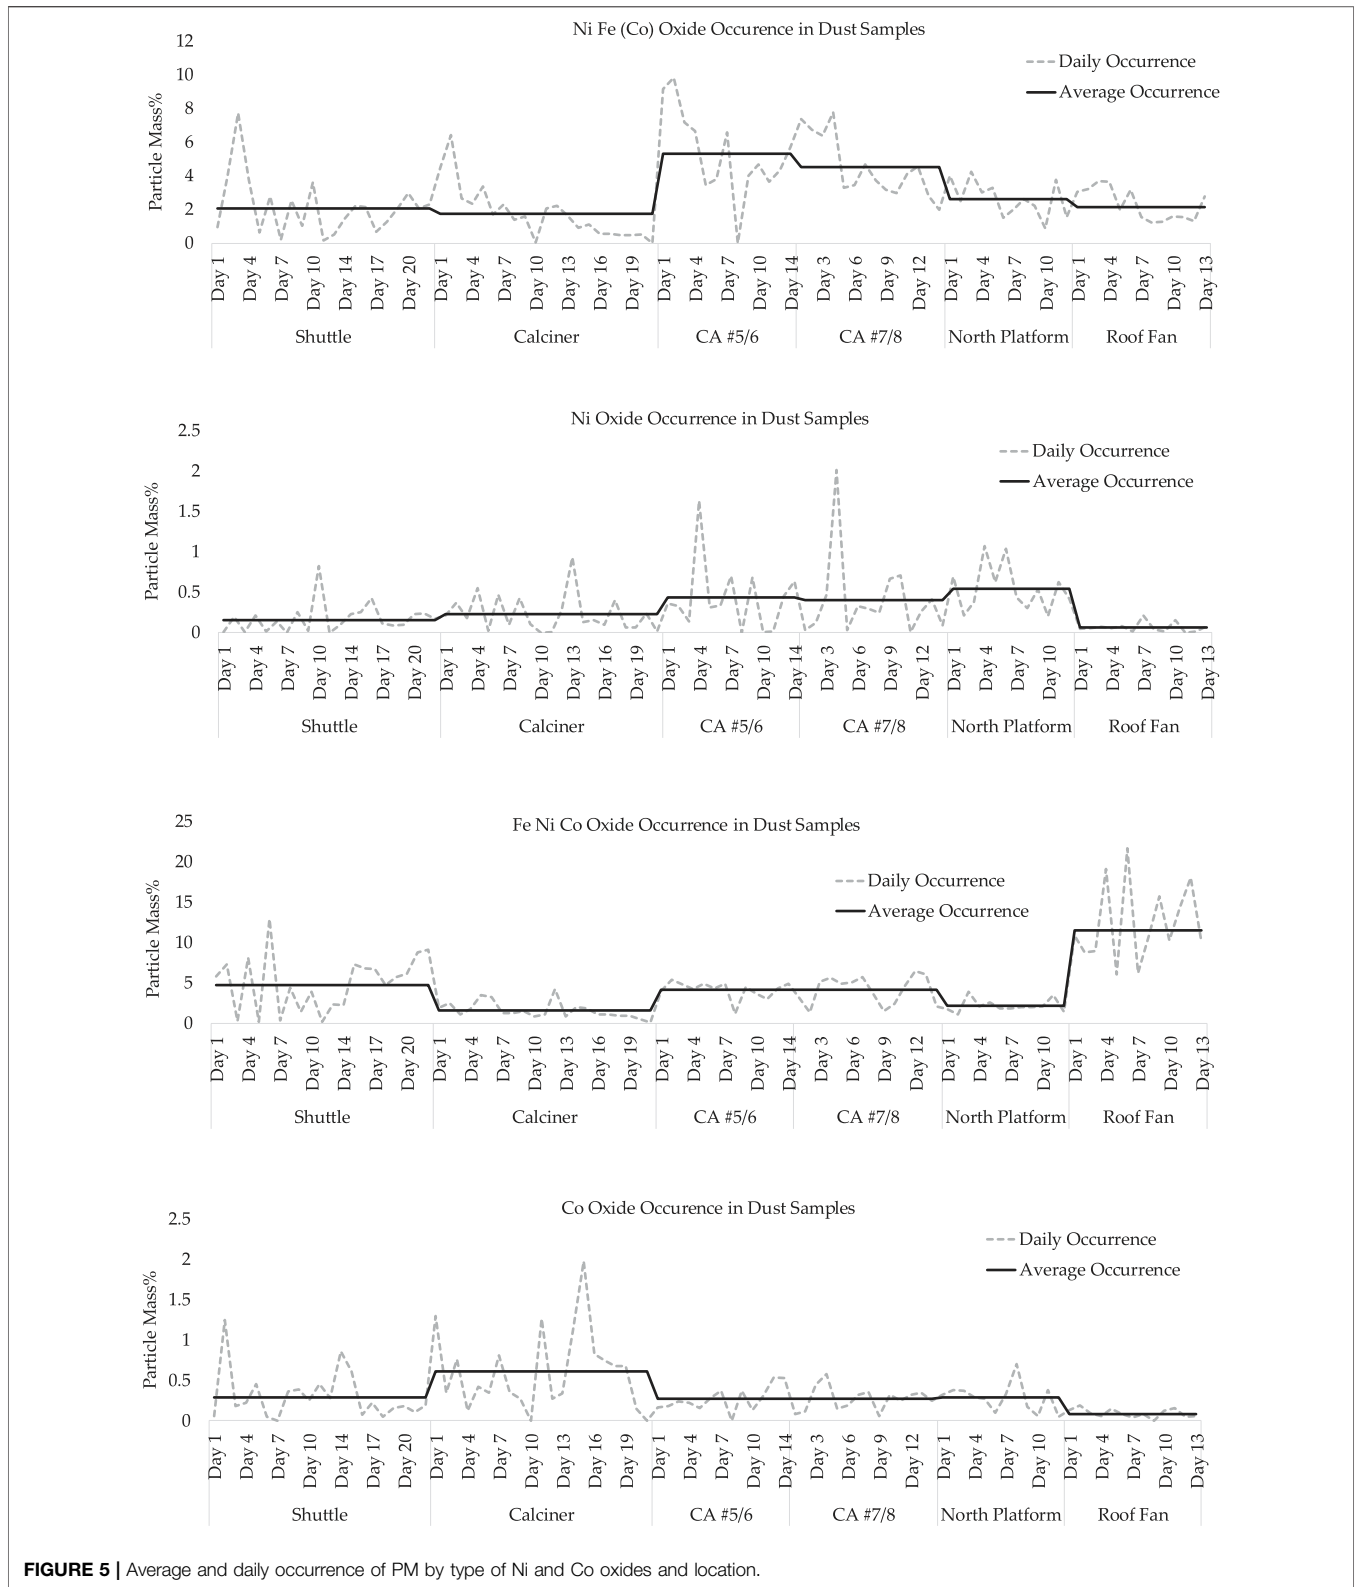 Ni Fe (Co) Oxide Occurence in Dust Samples
Daily Occurrence
Average Occurrence
Particle Mass%
12
10
8
6
4
2
0
Day 1 Day 4 Day 7 Day 10 Day 14 Day 17 Day 20 Day 1 Day 4 Day 7 Day 10 Day 13 Day 16 Day 19 Day 1 Day 4 Day 7 Day 10 Day 14 Day 3 Day 6 Day 9 Day 12 Day 1 Day 4 Day 7 Day 10 Day 1 Day 4 Day 7 Day 10 Day 13
Shuttle Calciner CA #5/6 CA #7/8 North Platform Roof Fan
Ni Oxide Occurrence in Dust Samples
Daily Occurrence
Average Occurrence
Particle Mass%
2.5
2
1.5
1
0.5
0
Day 1 Day 4 Day 7 Day 10 Day 14 Day 17 Day 20 Day 1 Day 4 Day 7 Day 10 Day 13 Day 16 Day 19 Day 1 Day 4 Day 7 Day 10 Day 14 Day 3 Day 6 Day 9 Day 12 Day 1 Day 4 Day 7 Day 10 Day 1 Day 4 Day 7 Day 10 Day 13
Shuttle Calciner CA #5/6 CA #7/8 North Platform Roof Fan
Fe Ni Co Oxide Occurrence in Dust Samples
Daily Occurrence
Average Occurrence
Particle Mass%
25
20
15
10
5
0
Day 1 Day 4 Day 7 Day 10 Day 14 Day 17 Day 20 Day 1 Day 4 Day 7 Day 10 Day 13 Day 16 Day 19 Day 1 Day 4 Day 7 Day 10 Day 14 Day 3 Day 6 Day 9 Day 12 Day 1 Day 4 Day 7 Day 10 Day 1 Day 4 Day 7 Day 10 Day 13
Shuttle Calciner CA #5/6 CA #7/8 North Platform Roof Fan
Co Oxide Occurence in Dust Samples
Daily Occurrence
Average Occurrence
Particle Mass%
2.5
2
1.5
1
0.5
0
Day 1 Day 4 Day 7 Day 10 Day 14 Day 17 Day 20 Day 1 Day 4 Day 7 Day 10 Day 13 Day 16 Day 19 Day 1 Day 4 Day 7 Day 10 Day 14 Day 3 Day 6 Day 9 Day 12 Day 1 Day 4 Day 7 Day 10 Day 1 Day 4 Day 7 Day 10 Day 13
Shuttle Calciner CA #5/6 CA #7/8 North Platform Roof Fan
FIGURE 5 | Average and daily occurrence of PM by type of Ni and Co oxides and location.